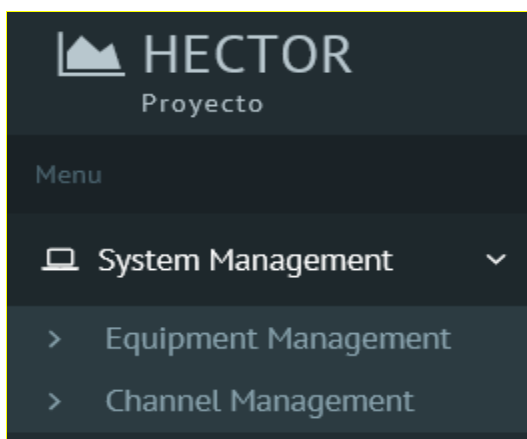 HECTOR
Proyecto
Menu
System Management
Equipment Management
Channel Management